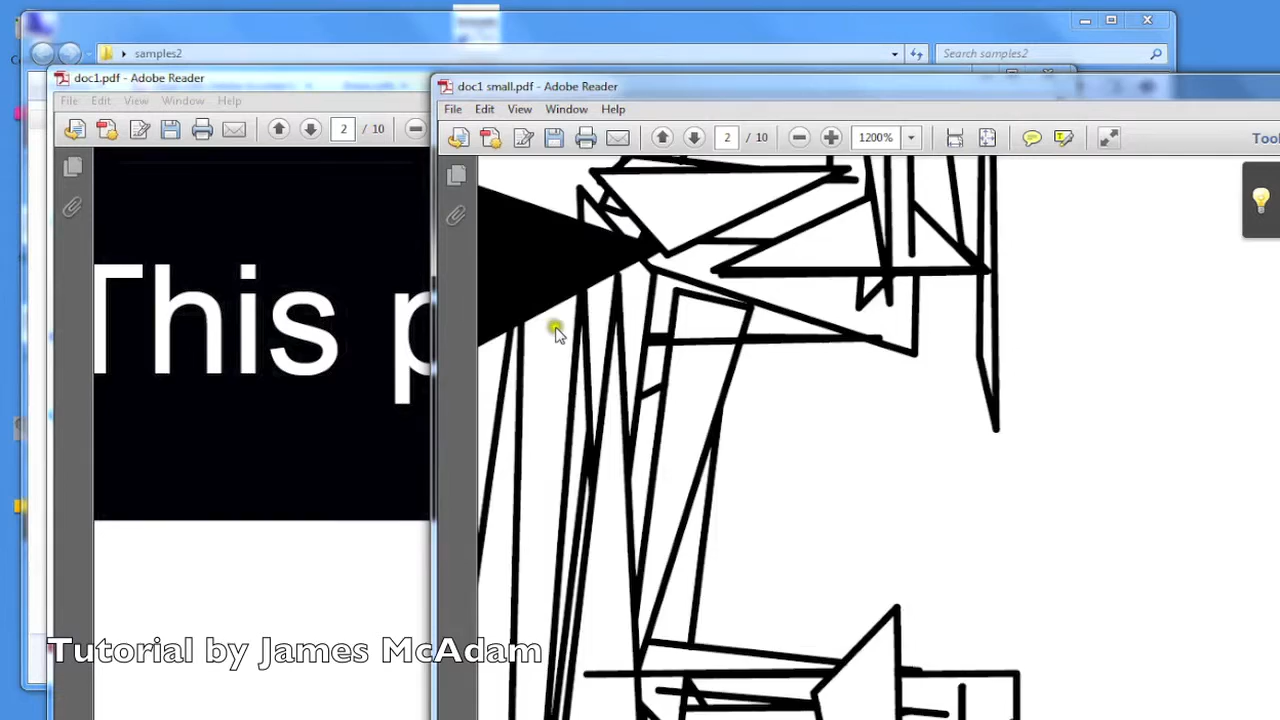 samples2
Search samples2
doc1.pdf - Adobe Reader
File Edit View Window Help
2 / 10
This p
doc1 small.pdf - Adobe Reader
File Edit View Window Help
2 / 10
1200%
Too
Tutorial by James McAdam